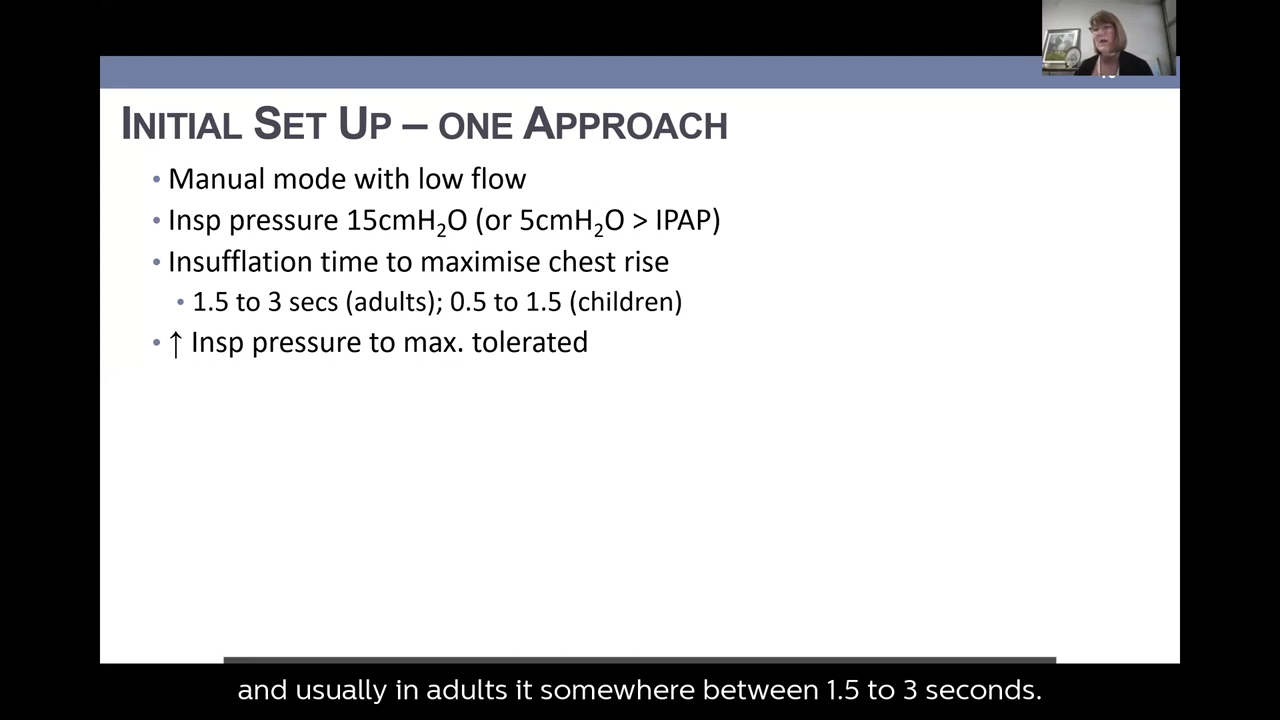 INITIAL SET UP – ONE APPROACH
• Manual mode with low flow
• Insp pressure 15cmH₂O (or 5cmH₂O > IPAP)
• Insufflation time to maximise chest rise
• 1.5 to 3 secs (adults); 0.5 to 1.5 (children)
• ↑ Insp pressure to max. tolerated
and usually in adults it somewhere between 1.5 to 3 seconds.